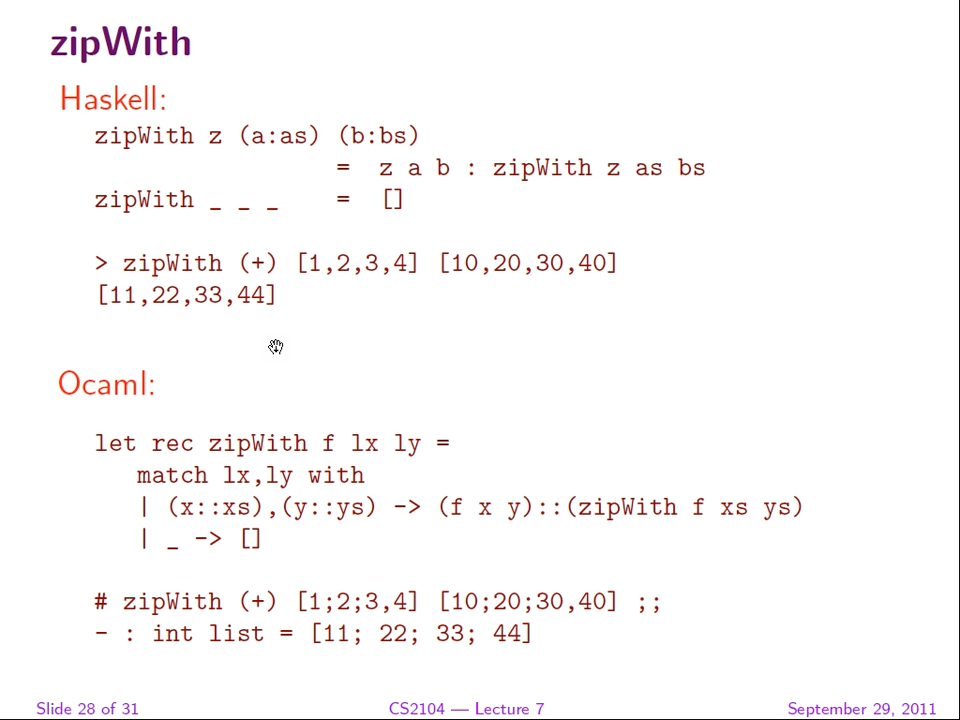 zipWith
Haskell:
zipWith z (a:as) (b:bs)
= z a b : zipWith z as bs
zipWith _ _ _ = []
> zipWith (+) [1,2,3,4] [10,20,30,40]
[11,22,33,44]
Ocaml:
let rec zipWith f lx ly =
match lx,ly with
| (x::xs),(y::ys) -> (f x y)::(zipWith f xs ys)
| _ -> []
# zipWith (+) [1;2;3,4] [10;20;30,40] ;;
- : int list = [11; 22; 33; 44]
Slide 28 of 31 CS2104 — Lecture 7 September 29, 2011